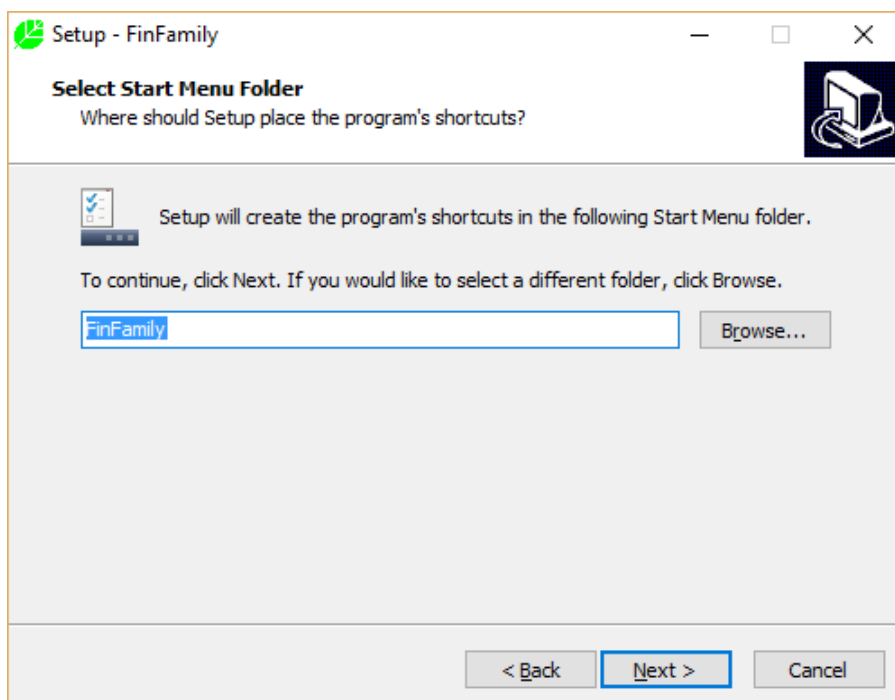 Setup - FinFamily
Select Start Menu Folder
Where should Setup place the program's shortcuts?
Setup will create the program's shortcuts in the following Start Menu folder.
To continue, click Next. If you would like to select a different folder, click Browse.
FinFamily
Browse...
< Back
Next >
Cancel